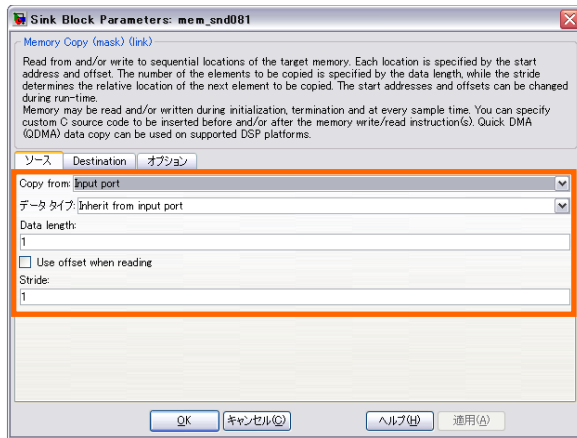 Sink Block Parameters: mem_snd081
Memory Copy (mask) (link)
Read from and/or write to sequential locations of the target memory. Each location is specified by the start
address and offset. The number of the elements to be copied is specified by the data length, while the stride
determines the relative location of the next element to be copied. The start addresses and offsets can be changed
during run-time.
Memory may be read and/or written during initialization, termination and at every sample time. You can specify
custom C source code to be inserted before and/or after the memory write/read instruction(s). Quick DMA
(QDMA) data copy can be used on supported DSP platforms.
ソース Destination オプション
Copy from: Input port
データ タイプ: Inherit from input port
Data length:
1
Use offset when reading
Stride:
1
OK キャンセル(C) ヘルプ(H) 適用(A)